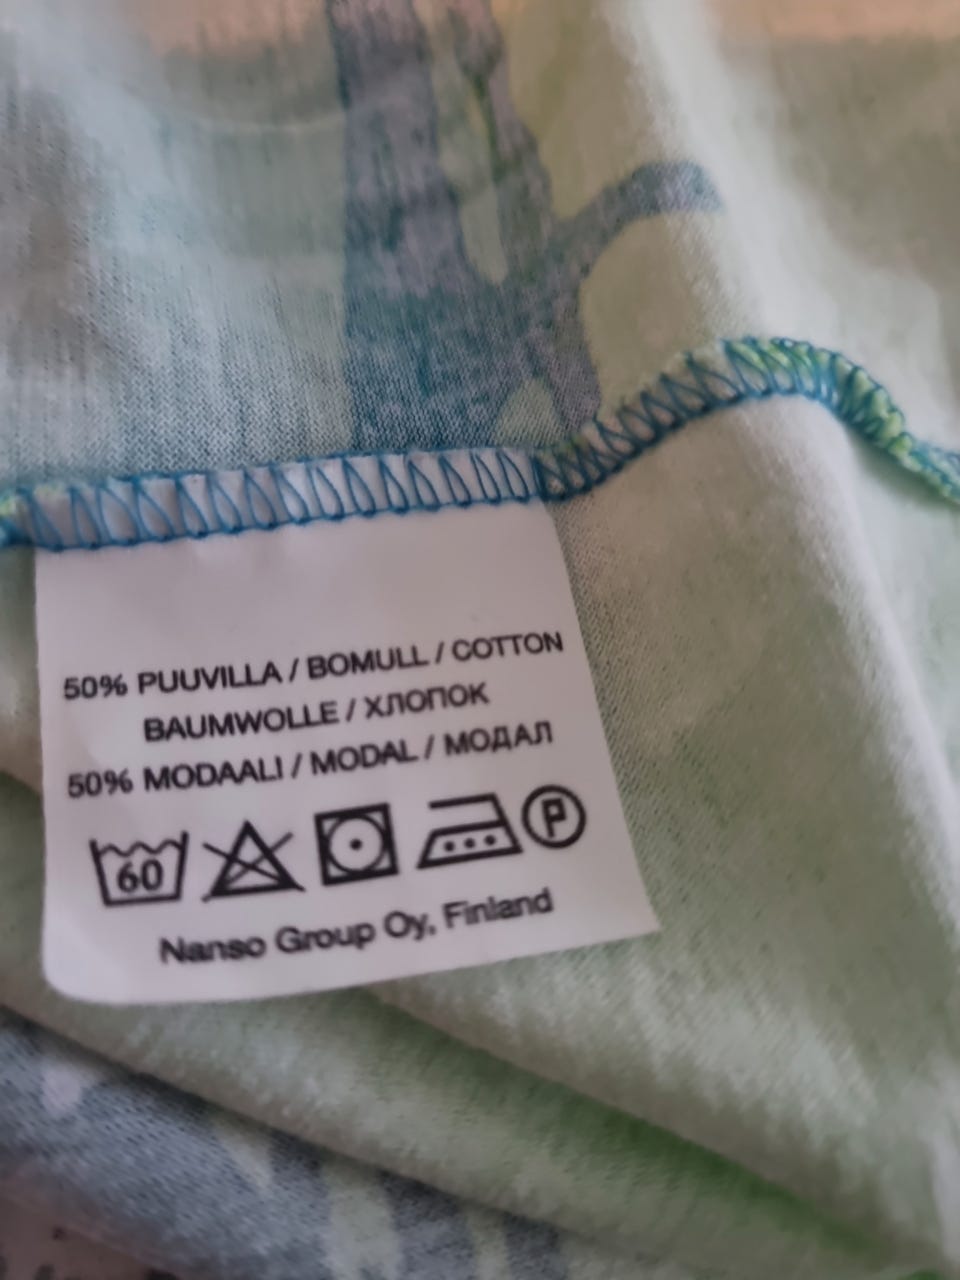 50% PUUVILLA / BOMULL / COTTON
BAUMWOLLE / ХЛОПОК
50% MODAALI / MODAL / МОДАЛ
60 P
Nanso Group Oy, Finland